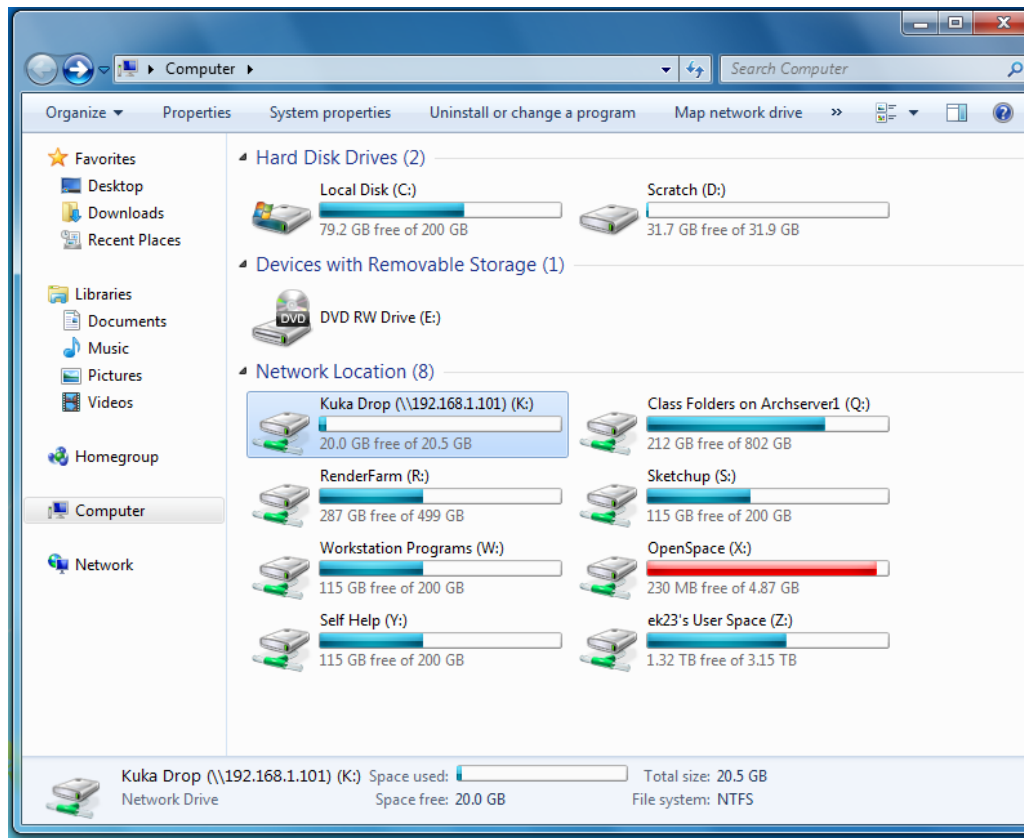 Computer
Search Computer
Organize Properties System properties Uninstall or change a program Map network drive »
Favorites
Desktop
Downloads
Recent Places
Libraries
Documents
Music
Pictures
Videos
Homegroup
Computer
Network
Hard Disk Drives (2)
Local Disk (C:)
79.2 GB free of 200 GB
Scratch (D:)
31.7 GB free of 31.9 GB
Devices with Removable Storage (1)
DVD
DVD RW Drive (E:)
Network Location (8)
Kuka Drop (\\192.168.1.101) (K:)
20.0 GB free of 20.5 GB
Class Folders on Archserver1 (Q:)
212 GB free of 802 GB
RenderFarm (R:)
287 GB free of 499 GB
Sketchup (S:)
115 GB free of 200 GB
Workstation Programs (W:)
115 GB free of 200 GB
OpenSpace (X:)
230 MB free of 4.87 GB
Self Help (Y:)
115 GB free of 200 GB
ek23's User Space (Z:)
1.32 TB free of 3.15 TB
Kuka Drop (\\192.168.1.101) (K:) Space used: Total size: 20.5 GB
Network Drive Space free: 20.0 GB File system: NTFS